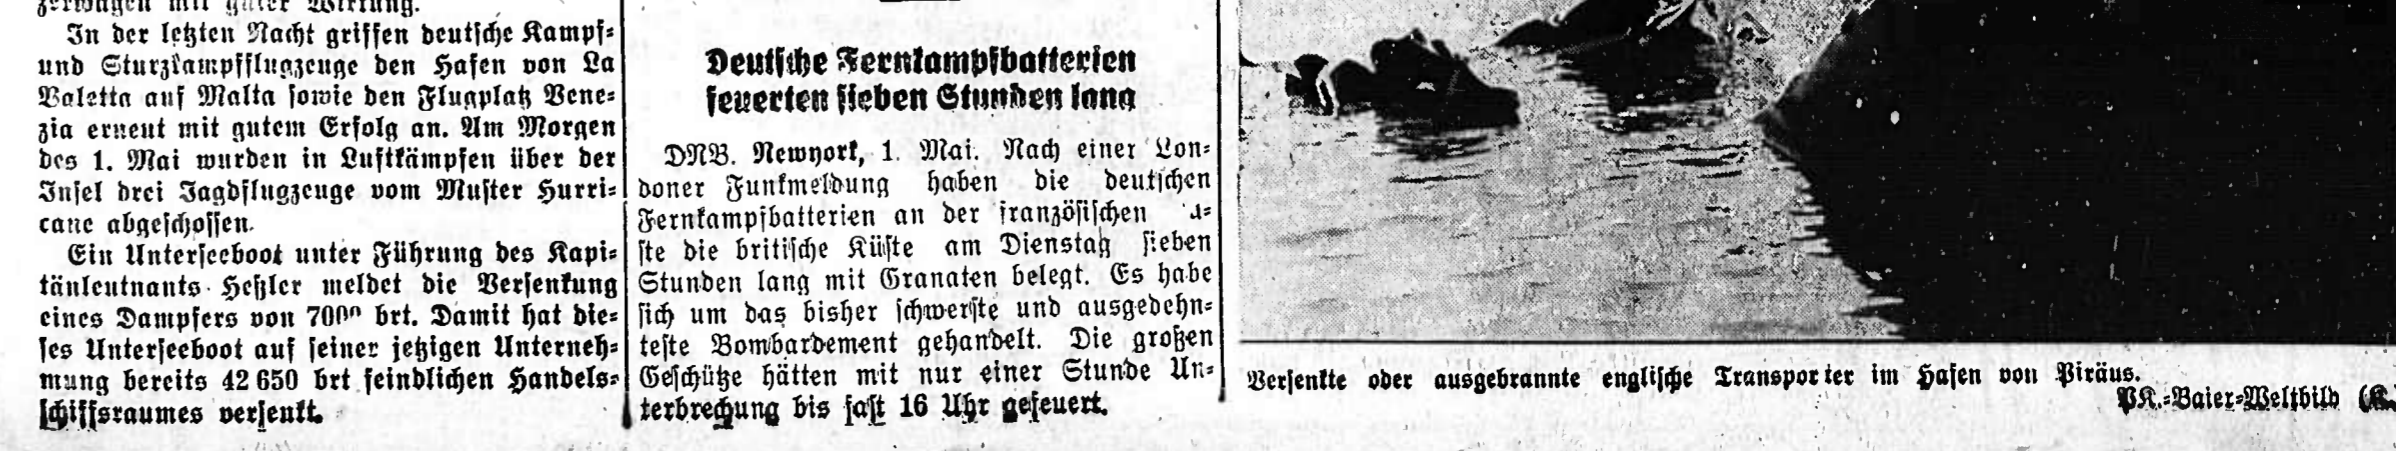 zerwagen mit guter Wirkung.
In der letzten Nacht griffen deutsche Kampf-
und Sturzkampfflugzeuge den Hafen von La
Valetta auf Malta sowie den Flugplatz Vene-
zia erneut mit gutem Erfolg an. Am Morgen
des 1. Mai wurden in Luftkämpfen über der
Insel drei Jagdflugzeuge vom Muster Hurri-
cane abgeschossen.
Ein Unterseeboot unter Führung des Kapi-
tänleutnants Heßler meldet die Versenkung
eines Dampfers von 7000 brt. Damit hat die-
ses Unterseeboot auf seiner jetzigen Unterneh-
mung bereits 42 650 brt feindlichen Handels-
schiffsraumes versenkt.
Deutsche Fernkampfbatterien
feuerten sieben Stunden lang
DNB. Newyork, 1. Mai. Nach einer Lon-
doner Funkmeldung haben die deutschen
Fernkampfbatterien an der französischen
ste die britische Küste am Dienstag sieben
Stunden lang mit Granaten belegt. Es habe
sich um das bisher schwerste und ausgedehn-
teste Bombardement gehandelt. Die großen
Geschütze hätten mit nur einer Stunde Un-
terbrechung bis fast 16 Uhr gefeuert.
Versenkte oder ausgebrannte englische Transporter im Hafen von Piräus.
PK.-Baier-Weltbild (K.